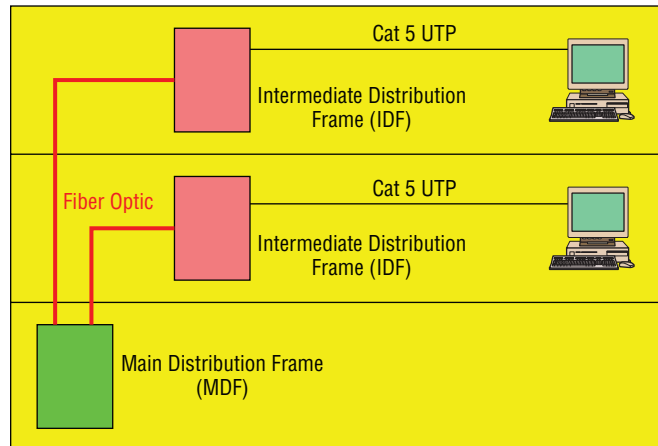 Cat 5 UTP
Intermediate Distribution
Frame (IDF)
Fiber Optic
Cat 5 UTP
Intermediate Distribution
Frame (IDF)
Main Distribution Frame
(MDF)